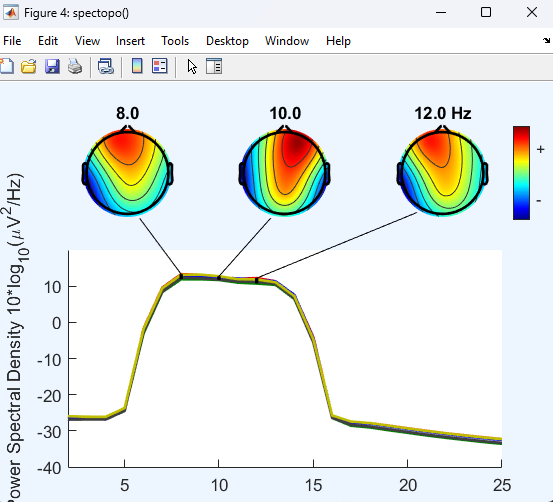 Figure 4: spectopo()
File Edit View Insert Tools Desktop Window Help
8.0 10.0 12.0 Hz
+
-
Power Spectral Density 10*log10(μV2/Hz)
10
0
-10
-20
-30
-40
5 10 15 20 25